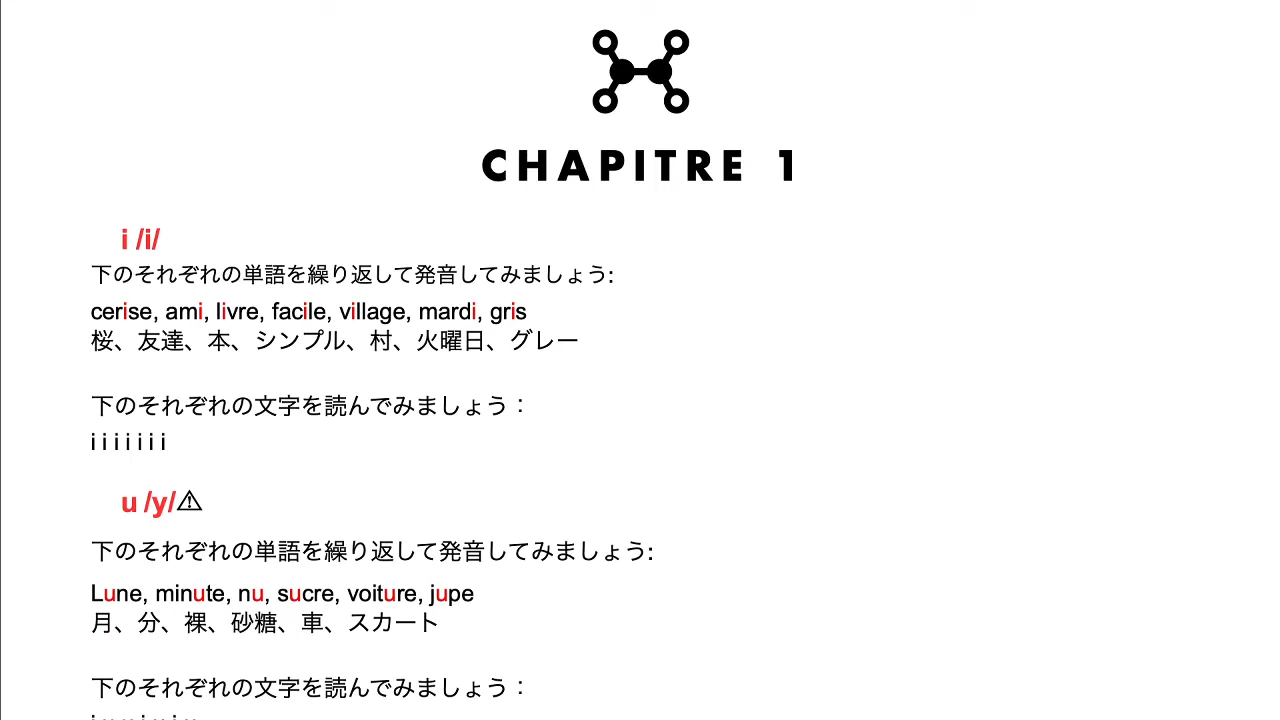 CHAPITRE 1
i /i/
下のそれぞれの単語を繰り返して発音してみましょう:
cerise, ami, livre, facile, village, mardi, gris
桜、友達、本、シンプル、村、火曜日、グレー
下のそれぞれの文字を読んでみましょう：
i i i i i i i
u /y/⚠
下のそれぞれの単語を繰り返して発音してみましょう:
Lune, minute, nu, sucre, voiture, jupe
月、分、裸、砂糖、車、スカート
下のそれぞれの文字を読んでみましょう：